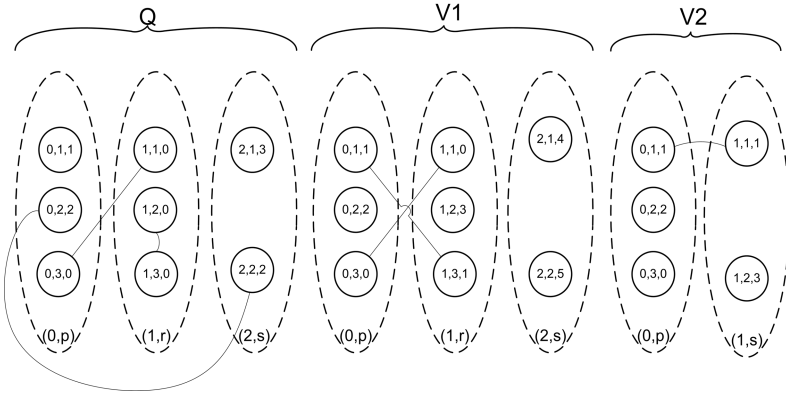 Q V1 V2
0,1,1 1,1,0 2,1,3 0,1,1 1,1,0 2,1,4 0,1,1 1,1,1
0,2,2 1,2,0 0,2,2 1,2,3 0,2,2
0,3,0 1,3,0 2,2,2 0,3,0 1,3,1 2,2,5 0,3,0 1,2,3
(0,p) (1,r) (2,s) (0,p) (1,r) (2,s) (0,p) (1,s)